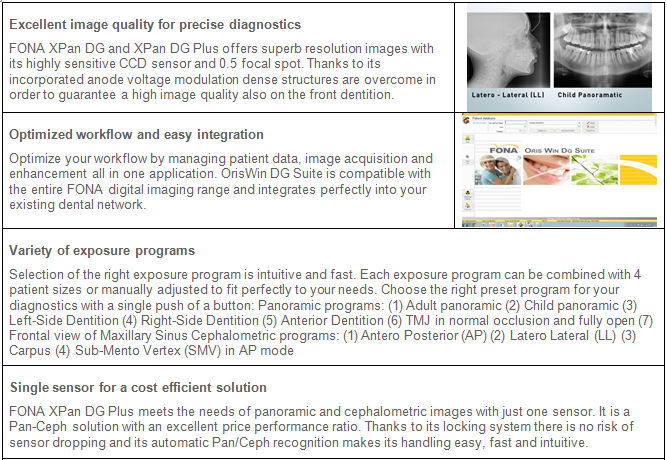 Excellent image quality for precise diagnostics
FONA XPan DG and XPan DG Plus offers superb resolution images with
its highly sensitive CCD sensor and 0.5 focal spot. Thanks to its
incorporated anode voltage modulation dense structures are overcome in
order to guarantee a high image quality also on the front dentition.
Latero - Lateral (LL) Child Panoramatic
Optimized workflow and easy integration
Optimize your workflow by managing patient data, image acquisition and
enhancement all in one application. OrisWin DG Suite is compatible with
the entire FONA digital imaging range and integrates perfectly into your
existing dental network.
FONA ORIS WIN DG SUITE
Variety of exposure programs
Selection of the right exposure program is intuitive and fast. Each exposure program can be combined with 4
patient sizes or manually adjusted to fit perfectly to your needs. Choose the right preset program for your
diagnostics with a single push of a button: Panoramic programs: (1) Adult panoramic (2) Child panoramic (3)
Left-Side Dentition (4) Right-Side Dentition (5) Anterior Dentition (6) TMJ in normal occlusion and fully open (7)
Frontal view of Maxillary Sinus Cephalometric programs: (1) Antero Posterior (AP) (2) Latero Lateral (LL) (3)
Carpus (4) Sub-Mento Vertex (SMV) in AP mode
Single sensor for a cost efficient solution
FONA XPan DG Plus meets the needs of panoramic and cephalometric images with just one sensor. It is a
Pan-Ceph solution with an excellent price performance ratio. Thanks to its locking system there is no risk of
sensor dropping and its automatic Pan/Ceph recognition makes its handling easy, fast and intuitive.